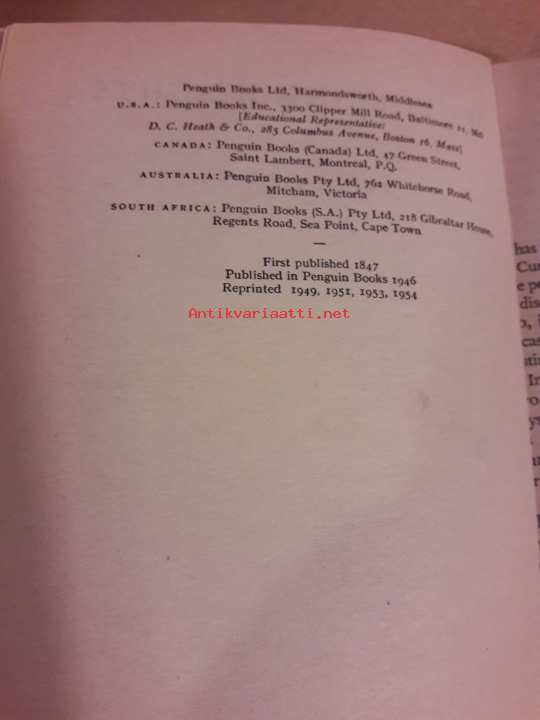 Penguin Books Ltd, Harmondsworth, Middlesex
U.S.A.: Penguin Books Inc., 3300 Clipper Mill Road, Baltimore 11, Md
[Educational Representative:
D. C. Heath & Co., 285 Columbus Avenue, Boston 16, Mass]
CANADA: Penguin Books (Canada) Ltd, 47 Green Street,
Saint Lambert, Montreal, P.Q.
AUSTRALIA: Penguin Books Pty Ltd, 762 Whitehorse Road,
Mitcham, Victoria
SOUTH AFRICA: Penguin Books (S.A.) Pty Ltd, 218 Gibraltar House,
Regents Road, Sea Point, Cape Town
—
First published 1847
Published in Penguin Books 1946
Reprinted 1949, 1951, 1953, 1954
Antikvariaatti.net
has